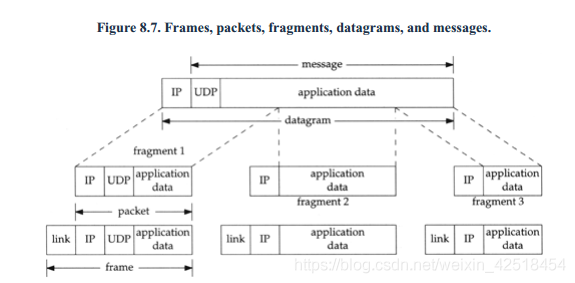 Figure 8.7. Frames, packets, fragments, datagrams, and messages.
message
IP UDP application data
datagram
fragment 1
IP UDP application data
IP application data
IP application data
fragment 2
fragment 3
packet
link IP UDP application data
link IP application data
link IP application data
frame
https://blog.csdn.net/weixin_42518454